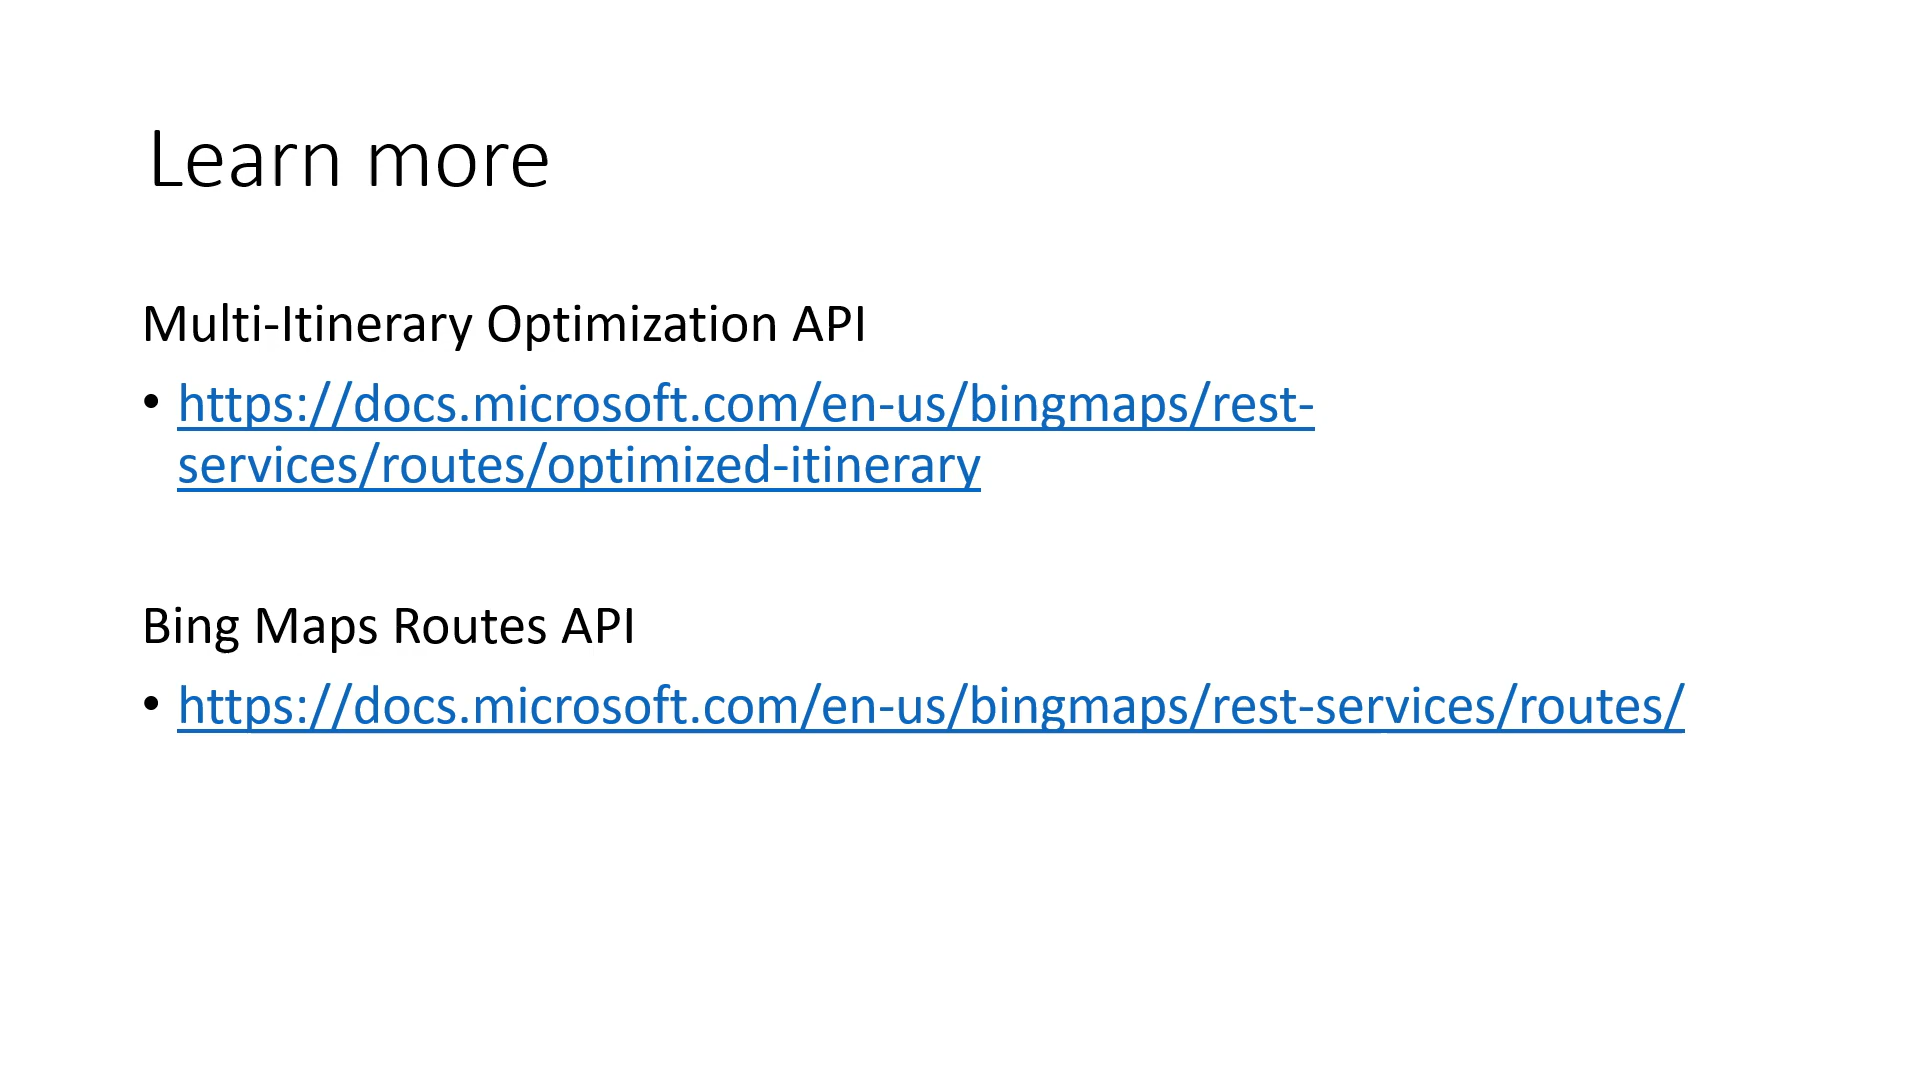 Learn more
Multi-Itinerary Optimization API
• https://docs.microsoft.com/en-us/bingmaps/rest-
services/routes/optimized-itinerary
Bing Maps Routes API
• https://docs.microsoft.com/en-us/bingmaps/rest-services/routes/